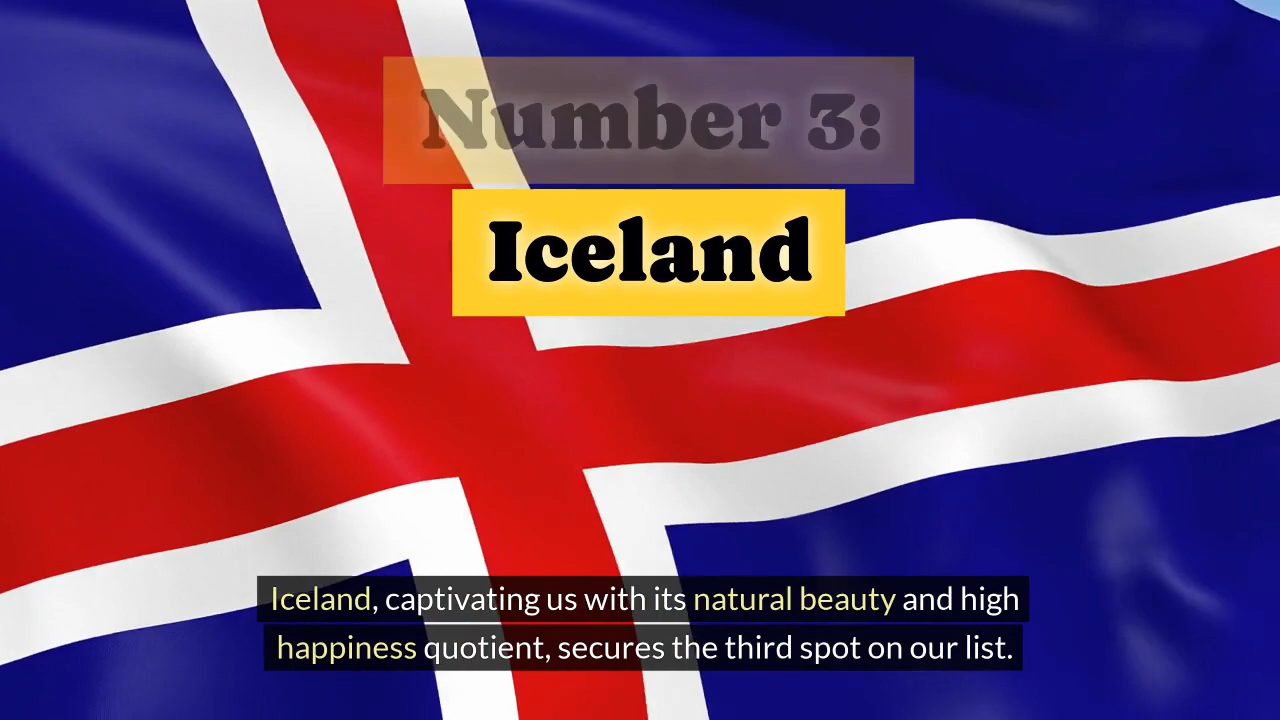 Number 3:
Iceland
Iceland, captivating us with its natural beauty and high
happiness quotient, secures the third spot on our list.